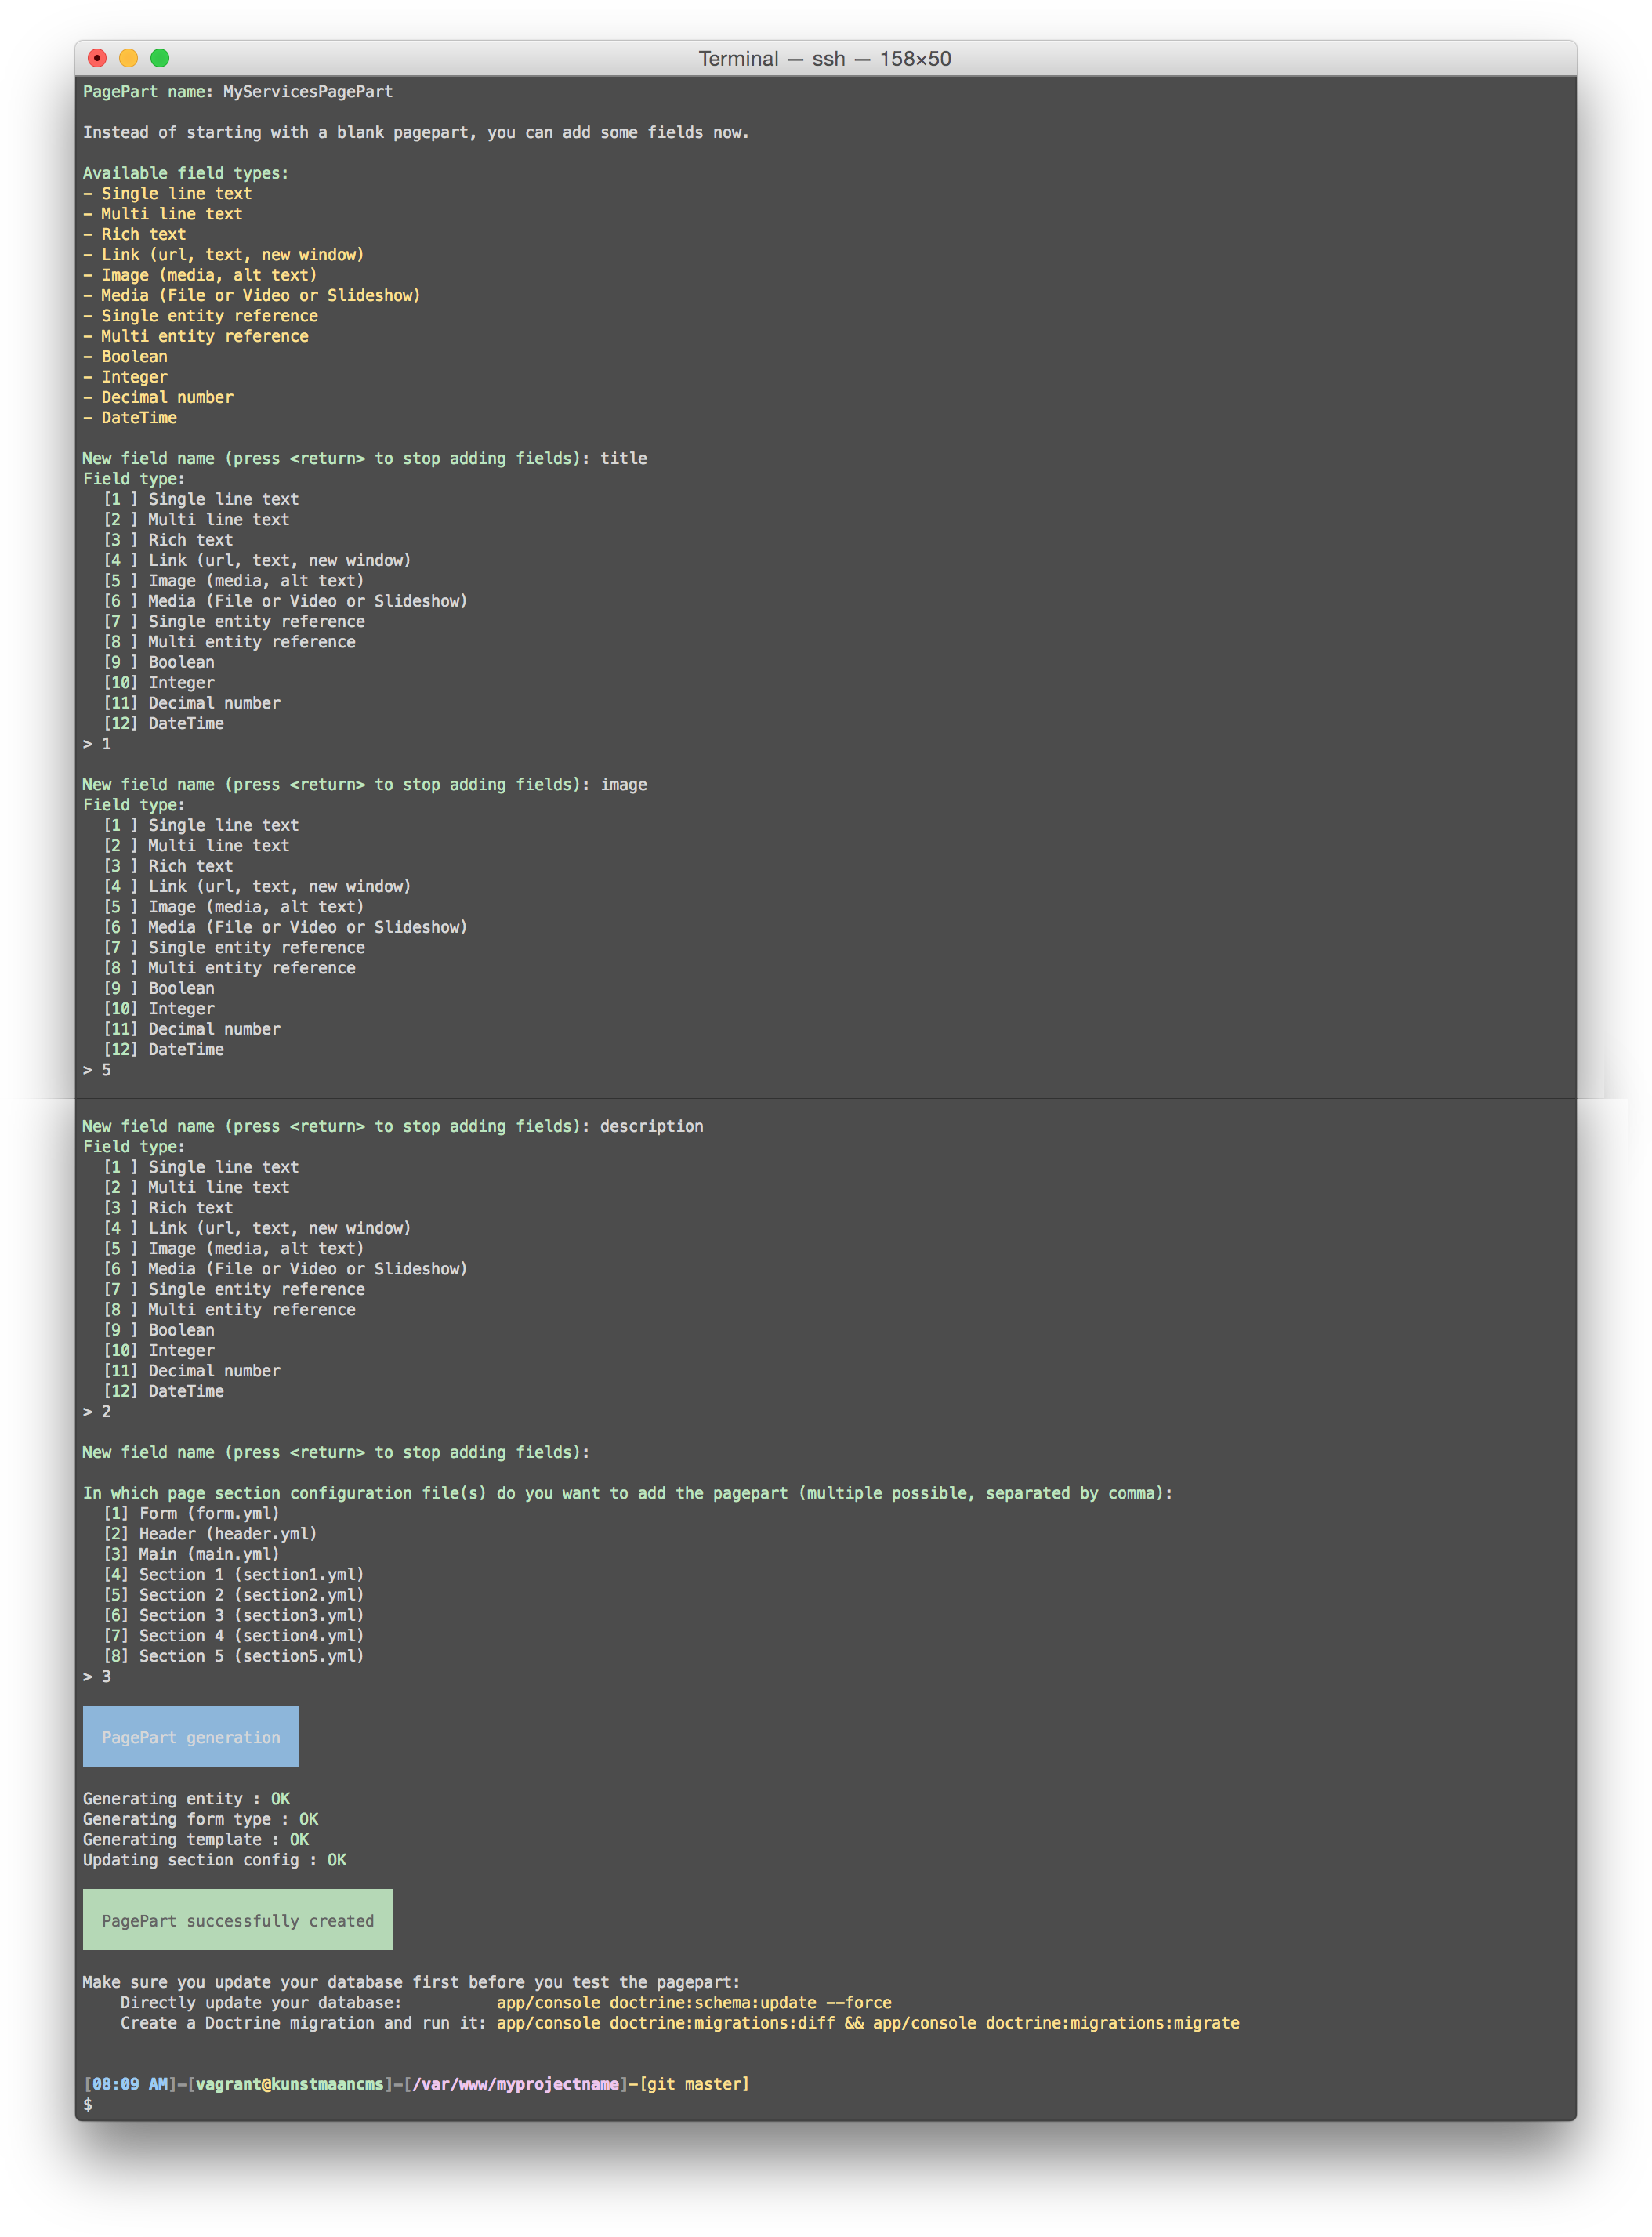 Terminal — ssh — 158×50
PagePart name: MyServicesPagePart
Instead of starting with a blank pagepart, you can add some fields now.
Available field types:
- Single line text
- Multi line text
- Rich text
- Link (url, text, new window)
- Image (media, alt text)
- Media (File or Video or Slideshow)
- Single entity reference
- Multi entity reference
- Boolean
- Integer
- Decimal number
- DateTime
New field name (press <return> to stop adding fields): title
Field type:
[1 ] Single line text
[2 ] Multi line text
[3 ] Rich text
[4 ] Link (url, text, new window)
[5 ] Image (media, alt text)
[6 ] Media (File or Video or Slideshow)
[7 ] Single entity reference
[8 ] Multi entity reference
[9 ] Boolean
[10] Integer
[11] Decimal number
[12] DateTime
> 1
New field name (press <return> to stop adding fields): image
Field type:
[1 ] Single line text
[2 ] Multi line text
[3 ] Rich text
[4 ] Link (url, text, new window)
[5 ] Image (media, alt text)
[6 ] Media (File or Video or Slideshow)
[7 ] Single entity reference
[8 ] Multi entity reference
[9 ] Boolean
[10] Integer
[11] Decimal number
[12] DateTime
> 5
New field name (press <return> to stop adding fields): description
Field type:
[1 ] Single line text
[2 ] Multi line text
[3 ] Rich text
[4 ] Link (url, text, new window)
[5 ] Image (media, alt text)
[6 ] Media (File or Video or Slideshow)
[7 ] Single entity reference
[8 ] Multi entity reference
[9 ] Boolean
[10] Integer
[11] Decimal number
[12] DateTime
> 2
New field name (press <return> to stop adding fields):
In which page section configuration file(s) do you want to add the pagepart (multiple possible, separated by comma):
[1] Form (form.yml)
[2] Header (header.yml)
[3] Main (main.yml)
[4] Section 1 (section1.yml)
[5] Section 2 (section2.yml)
[6] Section 3 (section3.yml)
[7] Section 4 (section4.yml)
[8] Section 5 (section5.yml)
> 3
PagePart generation
Generating entity : OK
Generating form type : OK
Generating template : OK
Updating section config : OK
PagePart successfully created
Make sure you update your database first before you test the pagepart:
Directly update your database: app/console doctrine:schema:update --force
Create a Doctrine migration and run it: app/console doctrine:migrations:diff && app/console doctrine:migrations:migrate
[08:09 AM]-[vagrant@kunstmaancms]-[/var/www/myprojectname]-[git master]
$